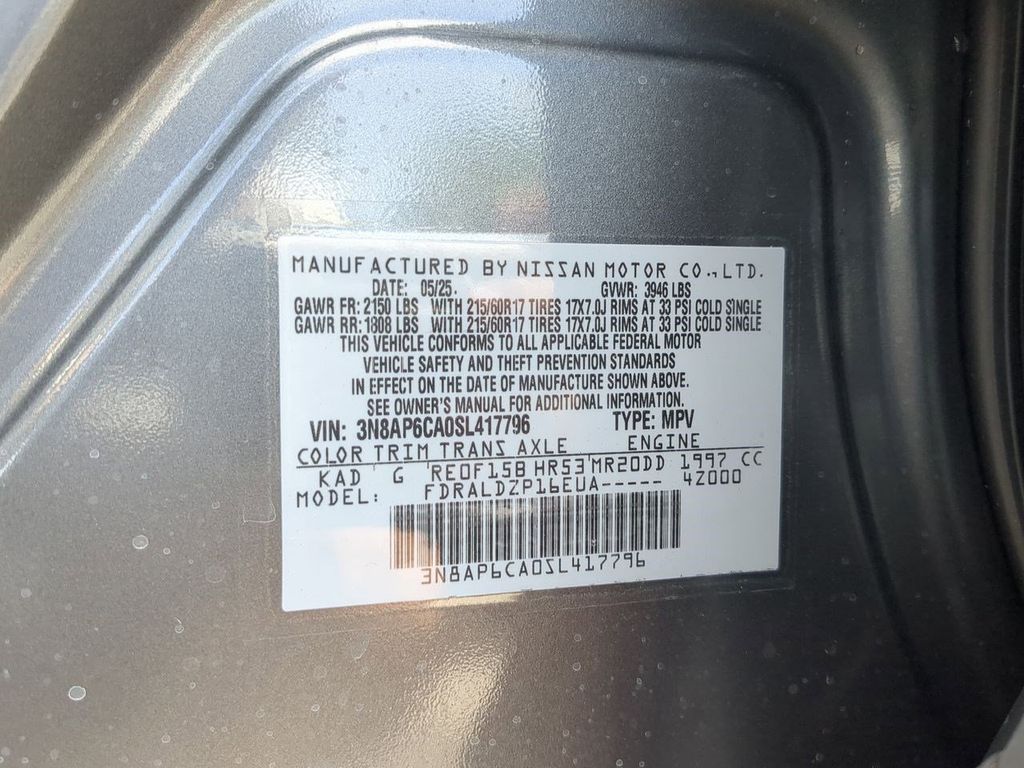 MANUFACTURED BY NISSAN MOTOR CO.,LTD.
DATE: 05/25. GVWR: 3946 LBS
GAWR FR: 2150 LBS WITH 215/60R17 TIRES 17X7.0J RIMS AT 33 PSI COLD SINGLE
GAWR RR: 1808 LBS WITH 215/60R17 TIRES 17X7.0J RIMS AT 33 PSI COLD SINGLE
THIS VEHICLE CONFORMS TO ALL APPLICABLE FEDERAL MOTOR
VEHICLE SAFETY AND THEFT PREVENTION STANDARDS
IN EFFECT ON THE DATE OF MANUFACTURE SHOWN ABOVE.
SEE OWNER'S MANUAL FOR ADDITIONAL INFORMATION.
VIN: 3N8AP6CA0SL417796 TYPE: MPV
COLOR TRIM TRANS AXLE ENGINE
KAD G RE0F15B HR53 MR20DD 1997 CC
MODEL: FDRALDZP16EUA----- 42000
3N8AP6CA0SL417796